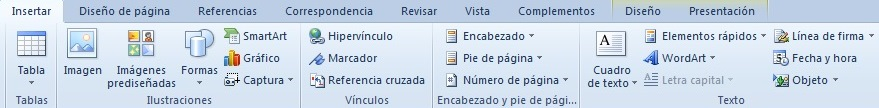 Insertar Diseño de página Referencias Correspondencia Revisar Vista Complementos Diseño Presentación
Tabla
Imagen
Imágenes
prediseñadas
Formas
SmartArt
Gráfico
Captura
Hipervínculo
Marcador
Referencia cruzada
Encabezado
Pie de página
Número de página
Cuadro
de texto
Elementos rápidos
WordArt
Letra capital
Línea de firma
Fecha y hora
Objeto
Tablas Ilustraciones Vínculos Encabezado y pie de pági... Texto